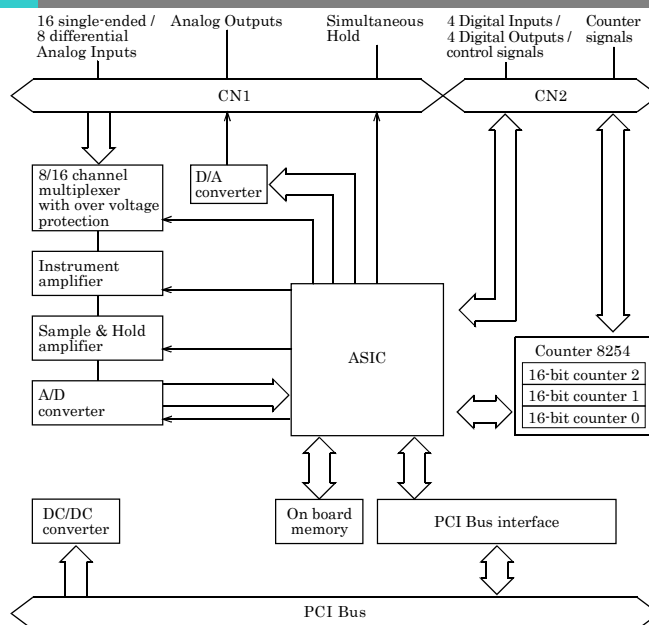 16 single-ended /
8 differential
Analog Inputs
Analog Outputs
Simultaneous
Hold
4 Digital Inputs /
4 Digital Outputs /
control signals
Counter
signals
CN1
CN2
8/16 channel
multiplexer
with over voltage
protection
D/A
converter
Instrument
amplifier
Sample & Hold
amplifier
A/D
converter
ASIC
Counter 8254
16-bit counter 2
16-bit counter 1
16-bit counter 0
DC/DC
converter
On board
memory
PCI Bus interface
PCI Bus